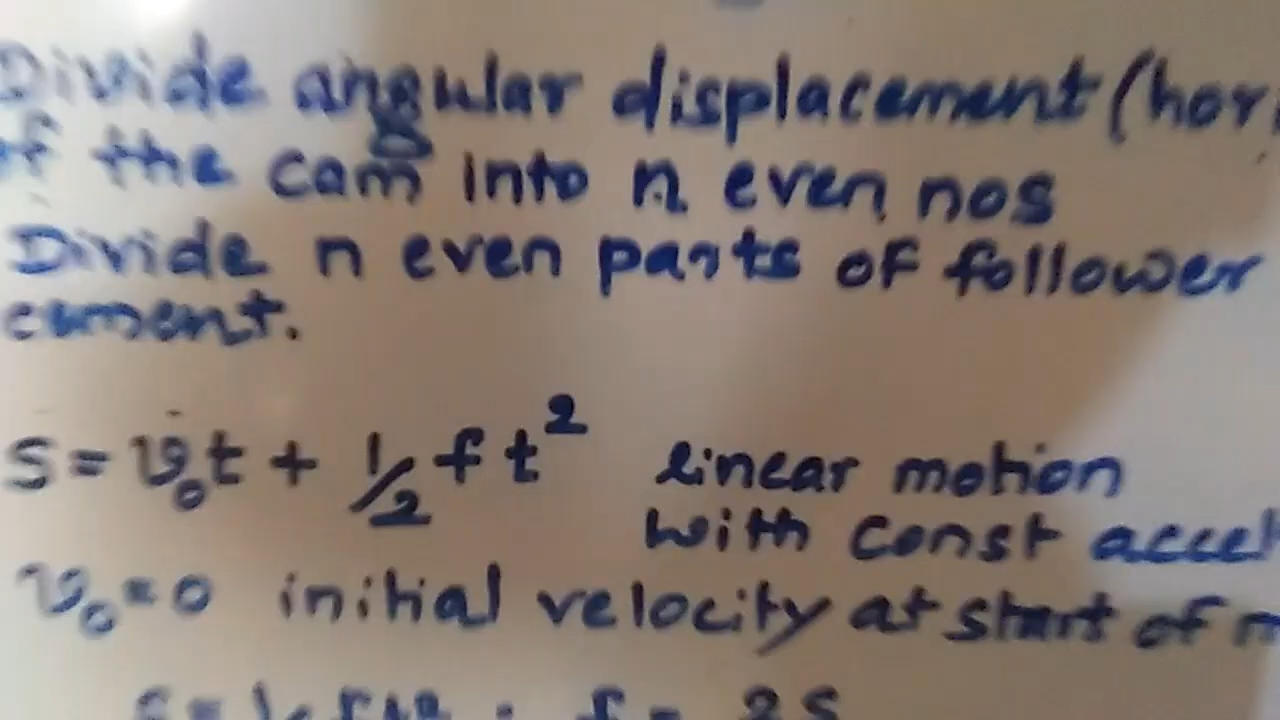 Divide angular displacement (hor
of the cam into n even nos
Divide n even parts of follower
cement.
s = v₀t + 1/2 f t² linear motion
with const accel
v₀ = 0 initial velocity at start of m
f = 2s